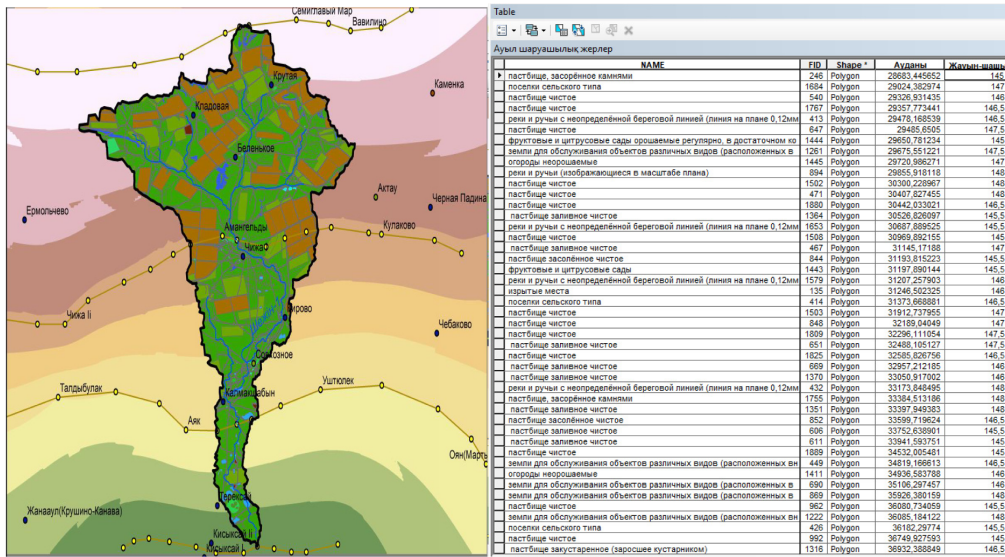 Семиглавый Мар
Вавилино
Крутая
Каменка
Кладовая
Беленькое
Актау
Черная Падина
Ермольчево
Амангельды
Кулаково
Чижа
Чижа Ii
Чебаково
Совхозное
Талдыбулак
Уштюлек
Калмакшабын
Аяк
Терексай
Жанааул(Крушино-Канава)
Кисыксай Ii
Кисыксай I
Table
Ауыл шаруашылық жерлер
NAME FID Shape * Ауданы Жауын-шашы
пастбище, засорённое камнями 246 Polygon 28683,445652 145
поселки сельского типа 1684 Polygon 29024,382974 147
пастбище чистое 540 Polygon 29326,931435 146
пастбище чистое 1767 Polygon 29357,773441 146,5
реки и ручьи с неопределённой береговой линией (линия на плане 0,12мм 413 Polygon 29478,168539 146,5
пастбище чистое 647 Polygon 29485,6505 147,5
фруктовые и цитрусовые сады орошаемые регулярно, в достаточном ко 1444 Polygon 29650,781234 145
земли для обслуживания объектов различных видов (расположенных в 1261 Polygon 29675,551221 147,5
огороды неорошаемые 1445 Polygon 29720,986271 147
реки и ручьи (изображающиеся в масштабе плана) 894 Polygon 29855,918118 148
пастбище чистое 1502 Polygon 30300,228967 148
пастбище чистое 471 Polygon 30407,827455 148
пастбище чистое 1880 Polygon 30442,033021 146,5
пастбище заливное чистое 1364 Polygon 30526,826097 145,5
реки и ручьи с неопределённой береговой линией (линия на плане 0,12мм 1653 Polygon 30687,889525 145,5
пастбище чистое 1508 Polygon 30969,892155 145
пастбище заливное чистое 467 Polygon 31145,17188 147
пастбище засолённое чистое 844 Polygon 31193,815223 145,5
фруктовые и цитрусовые сады 1443 Polygon 31197,890144 145,5
реки и ручьи с неопределённой береговой линией (линия на плане 0,12мм 1579 Polygon 31207,257903 146
изрытые места 135 Polygon 31246,502325 146
поселки сельского типа 414 Polygon 31373,668881 146,5
пастбище чистое 1503 Polygon 31912,737955 147
пастбище чистое 848 Polygon 32189,04049 147
пастбище чистое 1809 Polygon 32296,111054 147,5
пастбище заливное чистое 651 Polygon 32488,105127 147,5
пастбище чистое 1825 Polygon 32585,826756 146,5
пастбище заливное чистое 669 Polygon 32957,212185 146
пастбище заливное чистое 1370 Polygon 33050,917002 146
реки и ручьи с неопределённой береговой линией (линия на плане 0,12мм 432 Polygon 33173,848495 148
пастбище, засорённое камнями 1755 Polygon 33384,513186 148
пастбище заливное чистое 1351 Polygon 33397,949383 148
пастбище засолённое чистое 852 Polygon 33599,719624 146,5
пастбище заливное чистое 606 Polygon 33752,638901 145,5
пастбище заливное чистое 611 Polygon 33941,593751 145
пастбище чистое 1889 Polygon 34532,005481 145
земли для обслуживания объектов различных видов (расположенных вн 449 Polygon 34819,166613 146,5
огороды неорошаемые 1411 Polygon 34936,583788 146
земли для обслуживания объектов различных видов (расположенных в 690 Polygon 35106,297457 146
земли для обслуживания объектов различных видов (расположенных в 869 Polygon 35926,380159 148
пастбище чистое 962 Polygon 36080,734059 145,5
земли для обслуживания объектов различных видов (расположенных вн 1222 Polygon 36085,184122 148
поселки сельского типа 426 Polygon 36182,29774 145,5
пастбище чистое 992 Polygon 36749,927593 145
пастбище закустаренное (заросшее кустарником) 1316 Polygon 36932,388849 146,5